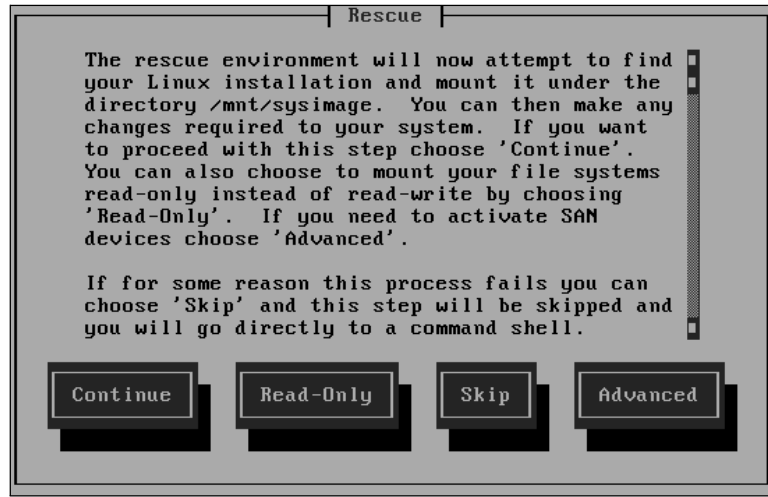 Rescue
The rescue environment will now attempt to find
your Linux installation and mount it under the
directory /mnt/sysimage.  You can then make any
changes required to your system.  If you want
to proceed with this step choose 'Continue'.
You can also choose to mount your file systems
read-only instead of read-write by choosing
'Read-Only'.  If you need to activate SAN
devices choose 'Advanced'.
If for some reason this process fails you can
choose 'Skip' and this step will be skipped and
you will go directly to a command shell.
Continue Read-Only Skip Advanced